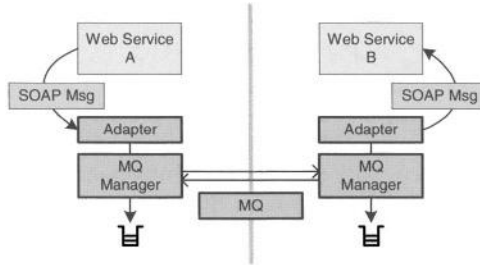 Web Service
A
Web Service
B
SOAP Msg
SOAP Msg
Adapter
Adapter
MQ
Manager
MQ
Manager
MQ